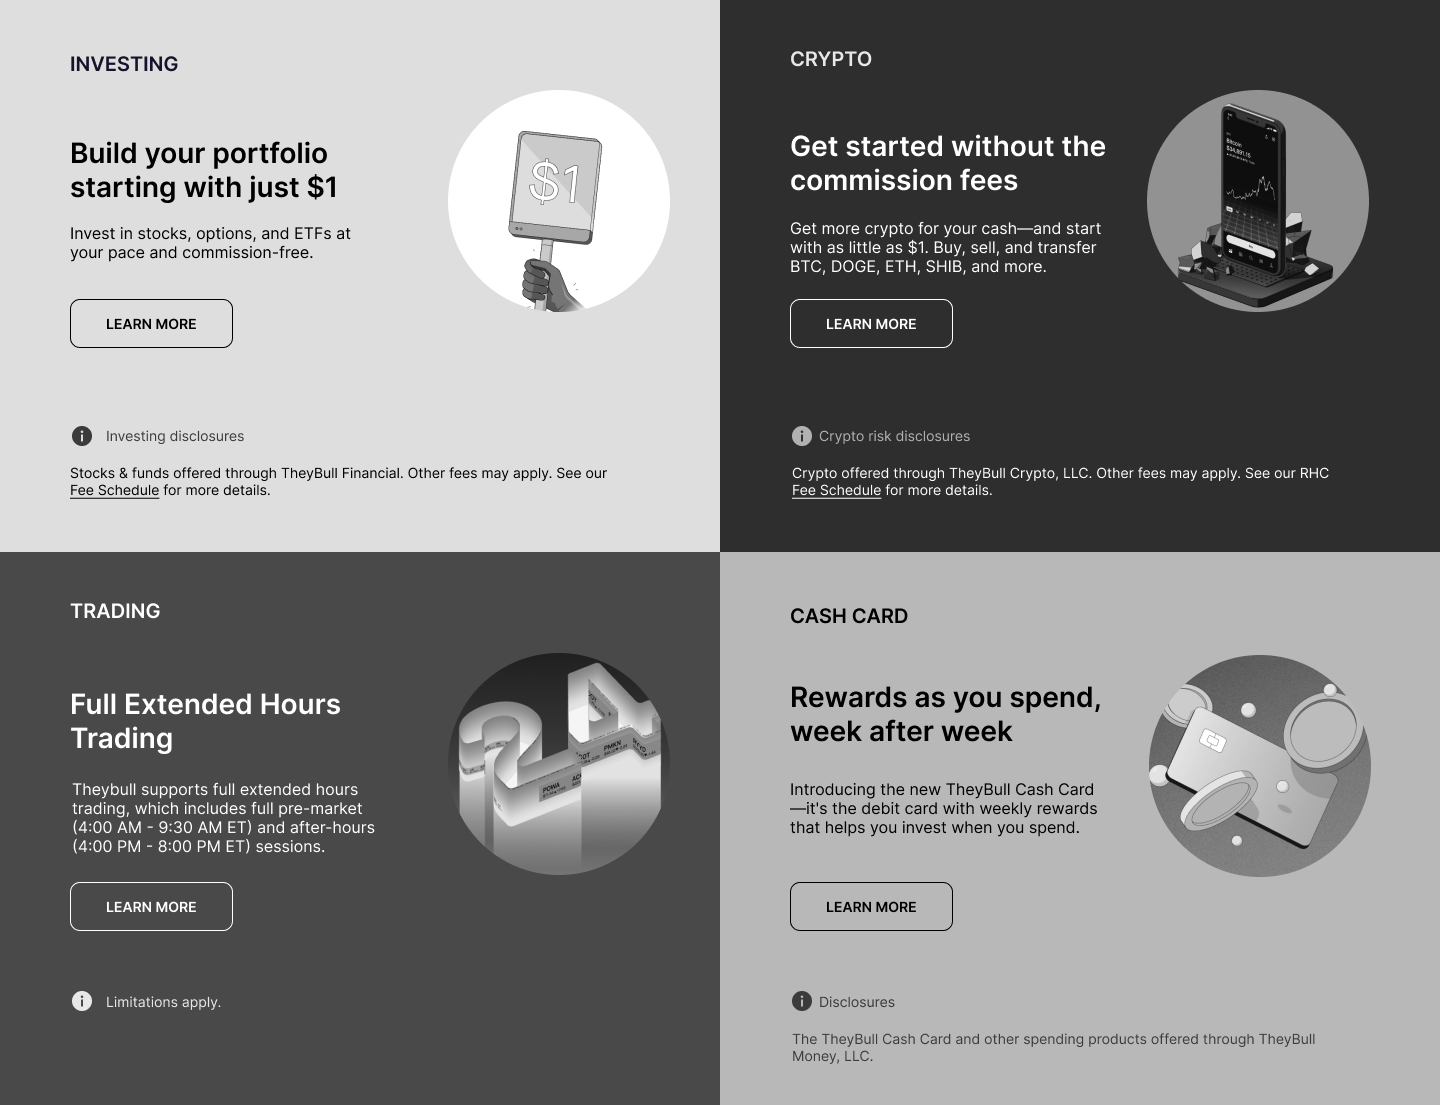 INVESTING
Build your portfolio
starting with just $1
Invest in stocks, options, and ETFs at
your pace and commission-free.
LEARN MORE
$1
Investing disclosures
Stocks & funds offered through TheyBull Financial. Other fees may apply. See our
Fee Schedule for more details.
CRYPTO
Get started without the
commission fees
Get more crypto for your cash—and start
with as little as $1. Buy, sell, and transfer
BTC, DOGE, ETH, SHIB, and more.
LEARN MORE
Bitcoin
$34,891.15
Crypto risk disclosures
Crypto offered through TheyBull Crypto, LLC. Other fees may apply. See our RHC
Fee Schedule for more details.
TRADING
Full Extended Hours
Trading
Theybull supports full extended hours
trading, which includes full pre-market
(4:00 AM - 9:30 AM ET) and after-hours
(4:00 PM - 8:00 PM ET) sessions.
LEARN MORE
24
PMKN
POWA
Limitations apply.
CASH CARD
Rewards as you spend,
week after week
Introducing the new TheyBull Cash Card
—it's the debit card with weekly rewards
that helps you invest when you spend.
LEARN MORE
Disclosures
The TheyBull Cash Card and other spending products offered through TheyBull
Money, LLC.